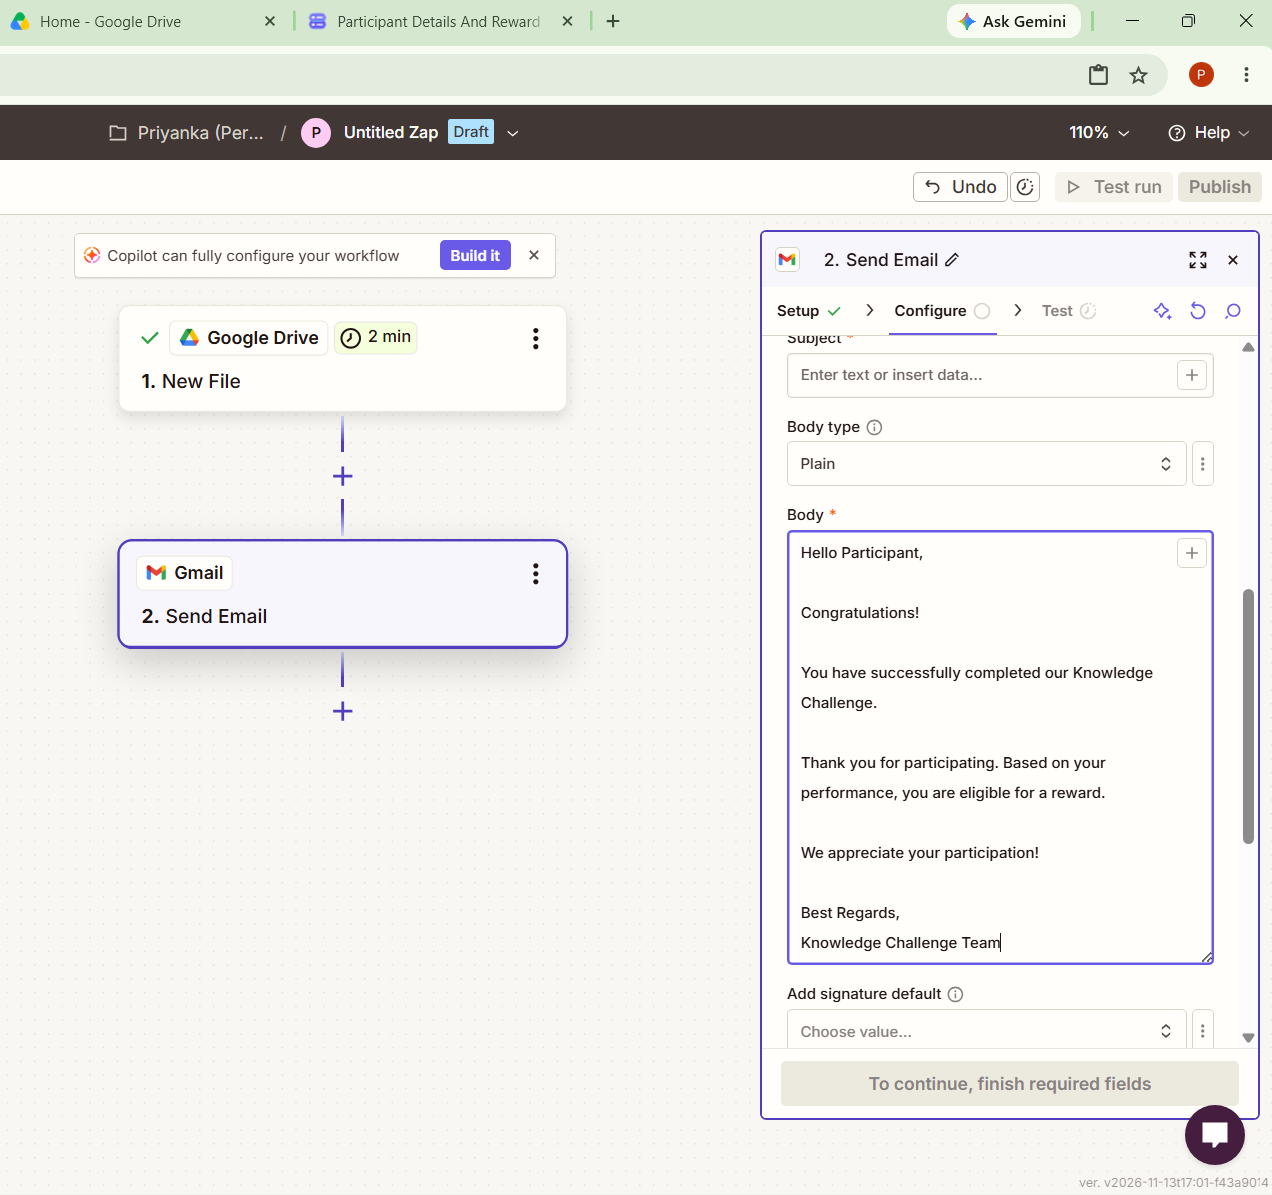 Home - Google Drive
Participant Details And Reward
Ask Gemini
P
Priyanka (Per... / P Untitled Zap Draft
110%
Help
Undo
Test run
Publish
Copilot can fully configure your workflow
Build it
Google Drive
2 min
1. New File
Gmail
2. Send Email
2. Send Email
Setup
Configure
Test
Subject *
Enter text or insert data...
Body type
Plain
Body *
Hello Participant,
Congratulations!
You have successfully completed our Knowledge
Challenge.
Thank you for participating. Based on your
performance, you are eligible for a reward.
We appreciate your participation!
Best Regards,
Knowledge Challenge Team
Add signature default
Choose value...
To continue, finish required fields
ver. v2026-11-13t17:01-f43a9014